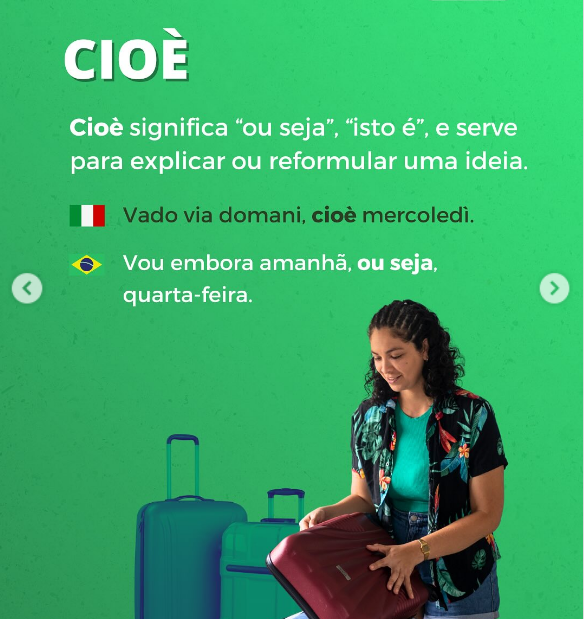 CIOÈ
Cioè significa “ou seja”, “isto é”, e serve
para explicar ou reformular uma ideia.
Vado via domani, cioè mercoledì.
Vou embora amanhã, ou seja,
quarta-feira.